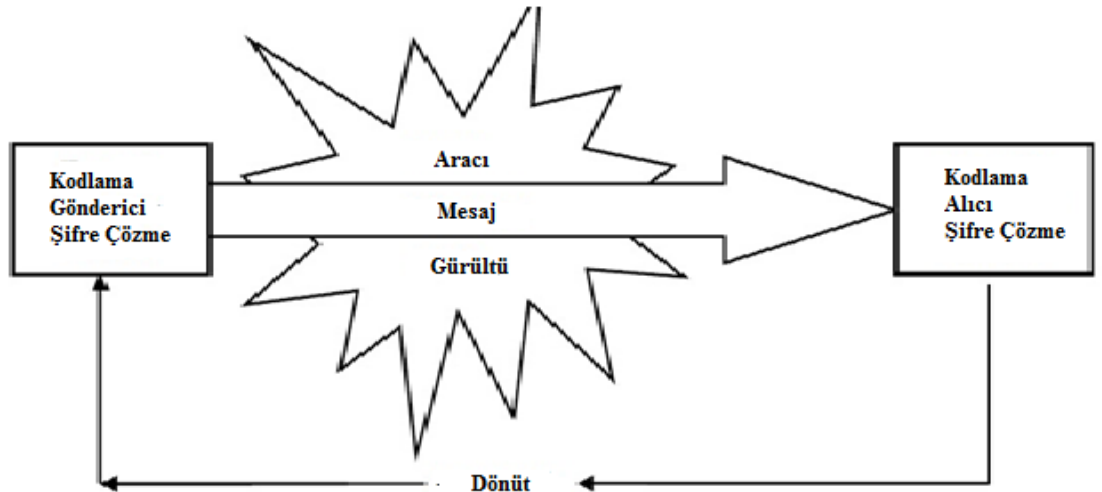 Aracı
Kodlama
Gönderici
Şifre Çözme
Mesaj
Kodlama
Alıcı
Şifre Çözme
Gürültü
Dönüt